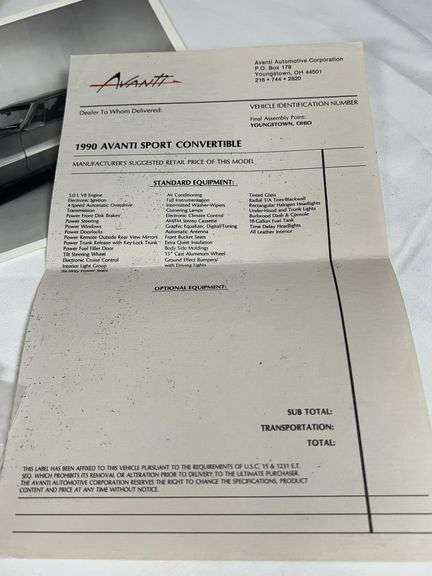 AVANTI
Avanti Automotive Corporation
P.O. Box 179
Youngstown, OH 44501
216 • 744 • 2820
Dealer To Whom Delivered:
VEHICLE IDENTIFICATION NUMBER
Final Assembly Point:
YOUNGSTOWN, OHIO
1990 AVANTI SPORT CONVERTIBLE
MANUFACTURER'S SUGGESTED RETAIL PRICE OF THIS MODEL
STANDARD EQUIPMENT:
5.0 L V8 Engine
Electronic Ignition
4 Speed Automatic Overdrive
Transmission
Power Front Disk Brakes
Power Steering
Power Windows
Power Doorlocks
Power Remote Outside Rear View Mirrors
Power Trunk Release with Key-Lock Trunk
Power Fuel Filler Door
Tilt Steering Wheel
Electronic Cruise Control
Interior Light Group
Six-Way Power Seats
Air Conditioning
Full Instrumentation
Intermittent Washer-Wipers
Cornering Lamps
Electronic Climate Control
AM/FM Stereo Cassette
Graphic Equalizer, Digital/Tuning
Automatic Antenna
Front Bucket Seats
Extra Quiet Insulation
Body Side Moldings
15" Cast Aluminum Wheel
Ground Effect Bumpers/
with Driving Lights
Tinted Glass
Radial T/A Tires-Blackwall
Rectangular Halogen Headlights
Under-Hood and Trunk Lights
Burlwood Dash & Console
18-Gallon Fuel Tank
Time Delay Headlights
All Leather Interior
OPTIONAL EQUIPMENT:
SUB TOTAL:
TRANSPORTATION:
TOTAL:
THIS LABEL HAS BEEN AFFIXED TO THIS VEHICLE PURSUANT TO THE REQUIREMENTS OF U.S.C. 15 & 1231 E.T.
SEQ. WHICH PROHIBITS ITS REMOVAL OR ALTERATION PRIOR TO DELIVERY, TO THE ULTIMATE PURCHASER.
THE AVANTI AUTOMOTIVE CORPORATION RESERVES THE RIGHT TO CHANGE THE SPECIFICATIONS, PRODUCT
CONTENT AND PRICE AT ANY TIME WITHOUT NOTICE.